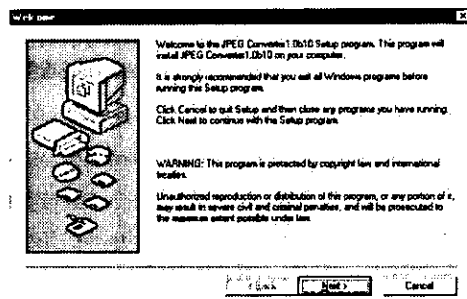 Welcome
Welcome to the JPEG Converter1.0b10 Setup program. This program will
install JPEG Converter1.0b10 on your computer.
It is strongly recommended that you exit all Windows programs before
running this Setup program.
Click Cancel to quit Setup and then close any programs you have running.
Click Next to continue with the Setup program.
WARNING: This program is protected by copyright law and international
treaties.
Unauthorized reproduction or distribution of this program, or any portion of it,
may result in severe civil and criminal penalties, and will be prosecuted to
the maximum extent possible under law.
< Back Next > Cancel